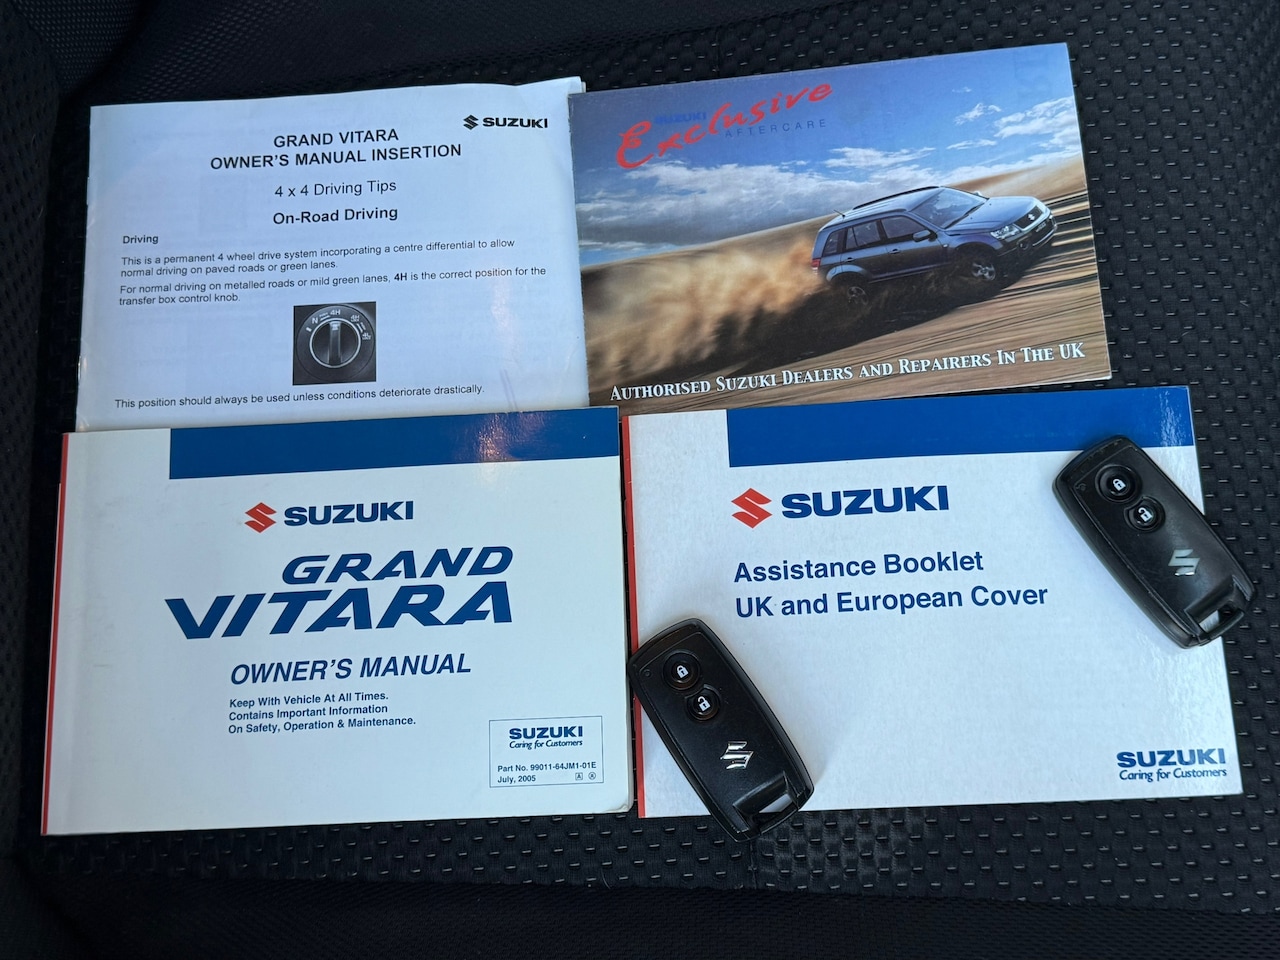 SUZUKI
GRAND VITARA
OWNER'S MANUAL INSERTION
4 x 4 Driving Tips
On-Road Driving
Driving
This is a permanent 4 wheel drive system incorporating a centre differential to allow
normal driving on paved roads or green lanes.
For normal driving on metalled roads or mild green lanes, 4H is the correct position for the
transfer box control knob.
N 4H
This position should always be used unless conditions deteriorate drastically.
SUZUKI
Exclusive
AFTERCARE
AUTHORISED SUZUKI DEALERS AND REPAIRERS IN THE UK
SUZUKI
GRAND
VITARA
OWNER'S MANUAL
Keep With Vehicle At All Times.
Contains Important Information
On Safety, Operation & Maintenance.
SUZUKI
Caring for Customers
Part No. 99011-64JM1-01E
July, 2005
SUZUKI
Assistance Booklet
UK and European Cover
SUZUKI
Caring for Customers